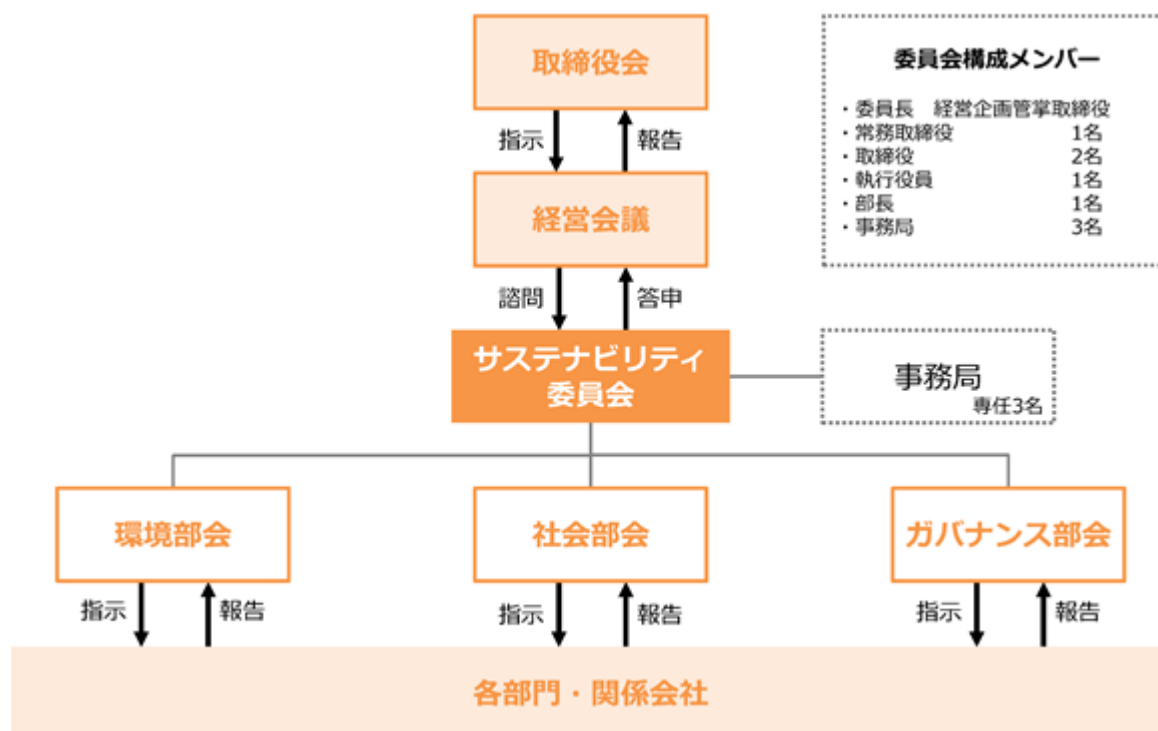 取締役会
指示
報告
経営会議
諮問
答申
サステナビリティ
委員会
委員会構成メンバー
・委員長　経営企画管掌取締役
・常務取締役　1名
・取締役　2名
・執行役員　1名
・部長　1名
・事務局　3名
事務局
専任3名
環境部会
社会部会
ガバナンス部会
指示
報告
指示
報告
指示
報告
各部門・関係会社